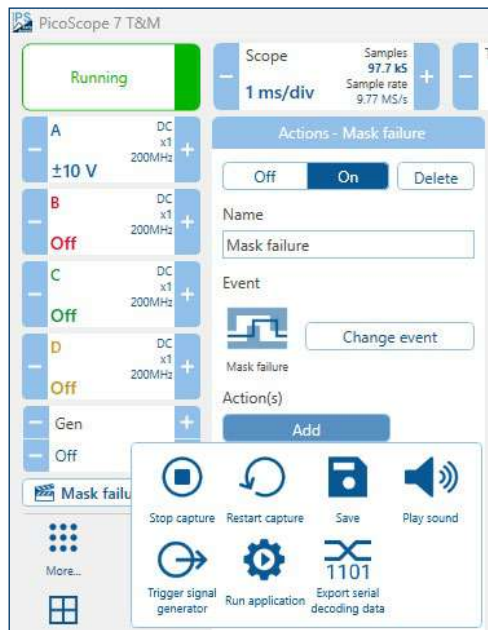 PicoScope 7 T&M
Running
Scope
1 ms/div
Samples
97.7 kS
Sample rate
9.77 MS/s
A
±10 V
DC
x1
200MHz
B
Off
DC
x1
200MHz
C
Off
DC
x1
200MHz
D
Off
DC
x1
200MHz
Gen
Off
Actions - Mask failure
Off
On
Delete
Name
Mask failure
Event
Mask failure
Change event
Action(s)
Add
Stop capture
Restart capture
Save
Play sound
Trigger signal
generator
Run application
1101
Export serial
decoding data
More...